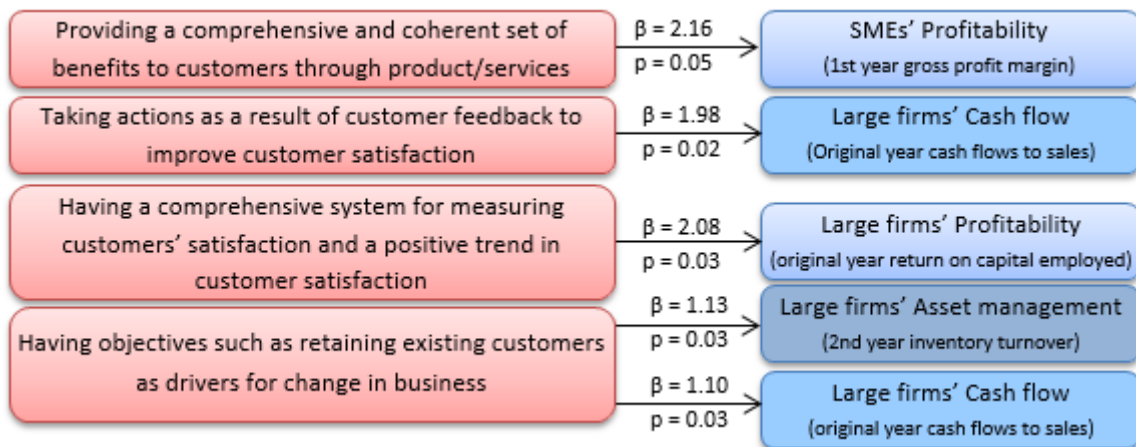 Providing a comprehensive and coherent set of
benefits to customers through product/services
β = 2.16
p = 0.05
SMEs’ Profitability
(1st year gross profit margin)
Taking actions as a result of customer feedback to
improve customer satisfaction
β = 1.98
p = 0.02
Large firms’ Cash flow
(Original year cash flows to sales)
Having a comprehensive system for measuring
customers’ satisfaction and a positive trend in
customer satisfaction
β = 2.08
p = 0.03
Large firms’ Profitability
(original year return on capital employed)
Having objectives such as retaining existing customers
as drivers for change in business
β = 1.13
p = 0.03
Large firms’ Asset management
(2nd year inventory turnover)
β = 1.10
p = 0.03
Large firms’ Cash flow
(original year cash flows to sales)